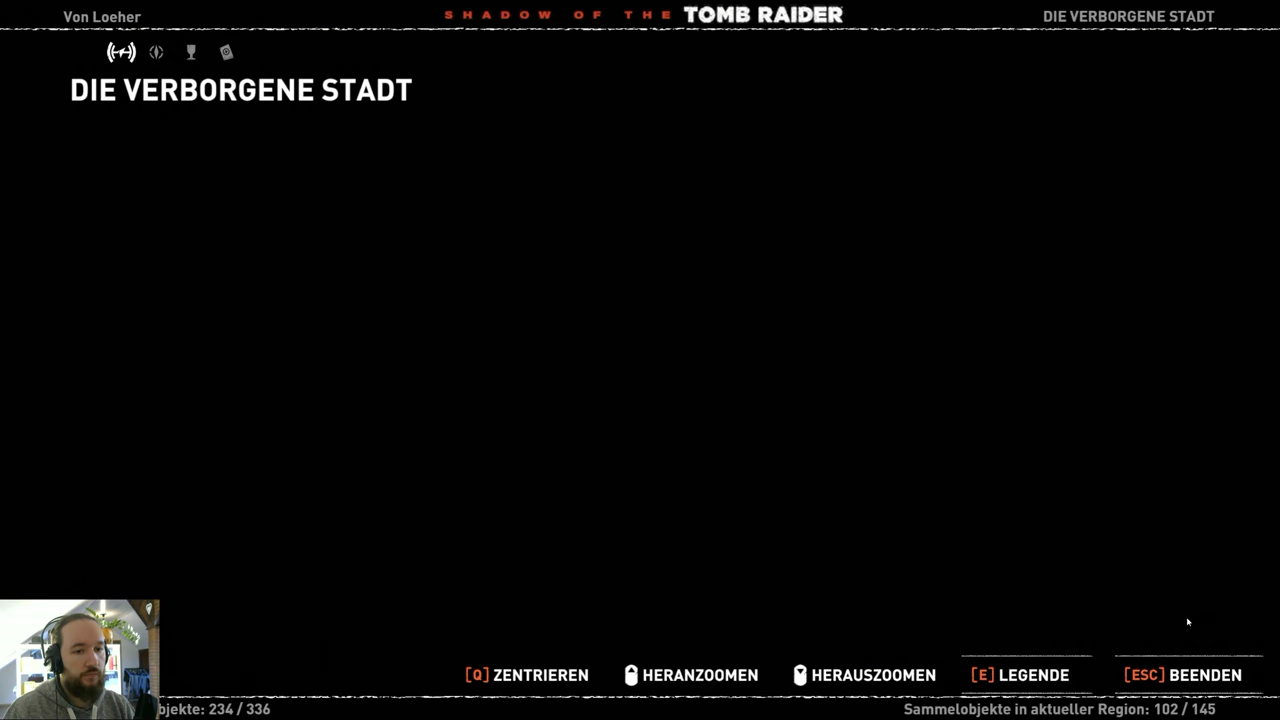 Von Loeher
SHADOW OF THE TOMB RAIDER
DIE VERBORGENE STADT
DIE VERBORGENE STADT
[Q] ZENTRIEREN
HERANZOOMEN
HERAUSZOOMEN
[E] LEGENDE
[ESC] BEENDEN
bjekte: 234 / 336
Sammelobjekte in aktueller Region: 102 / 145